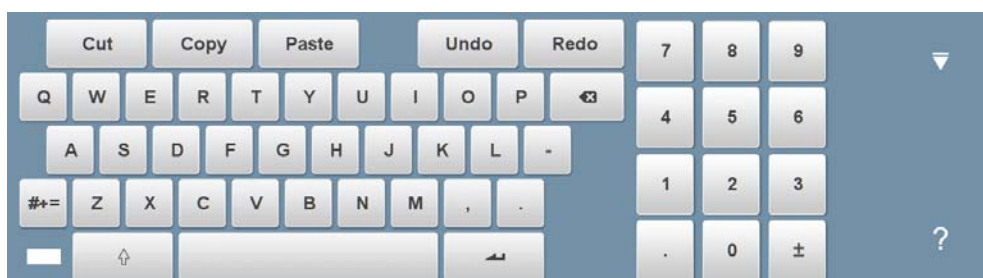 Cut Copy Paste Undo Redo 7 8 9
Q W E R T Y U I O P
4 5 6
A S D F G H J K L -
1 2 3
#+= Z X C V B N M , .
. 0 ±
?